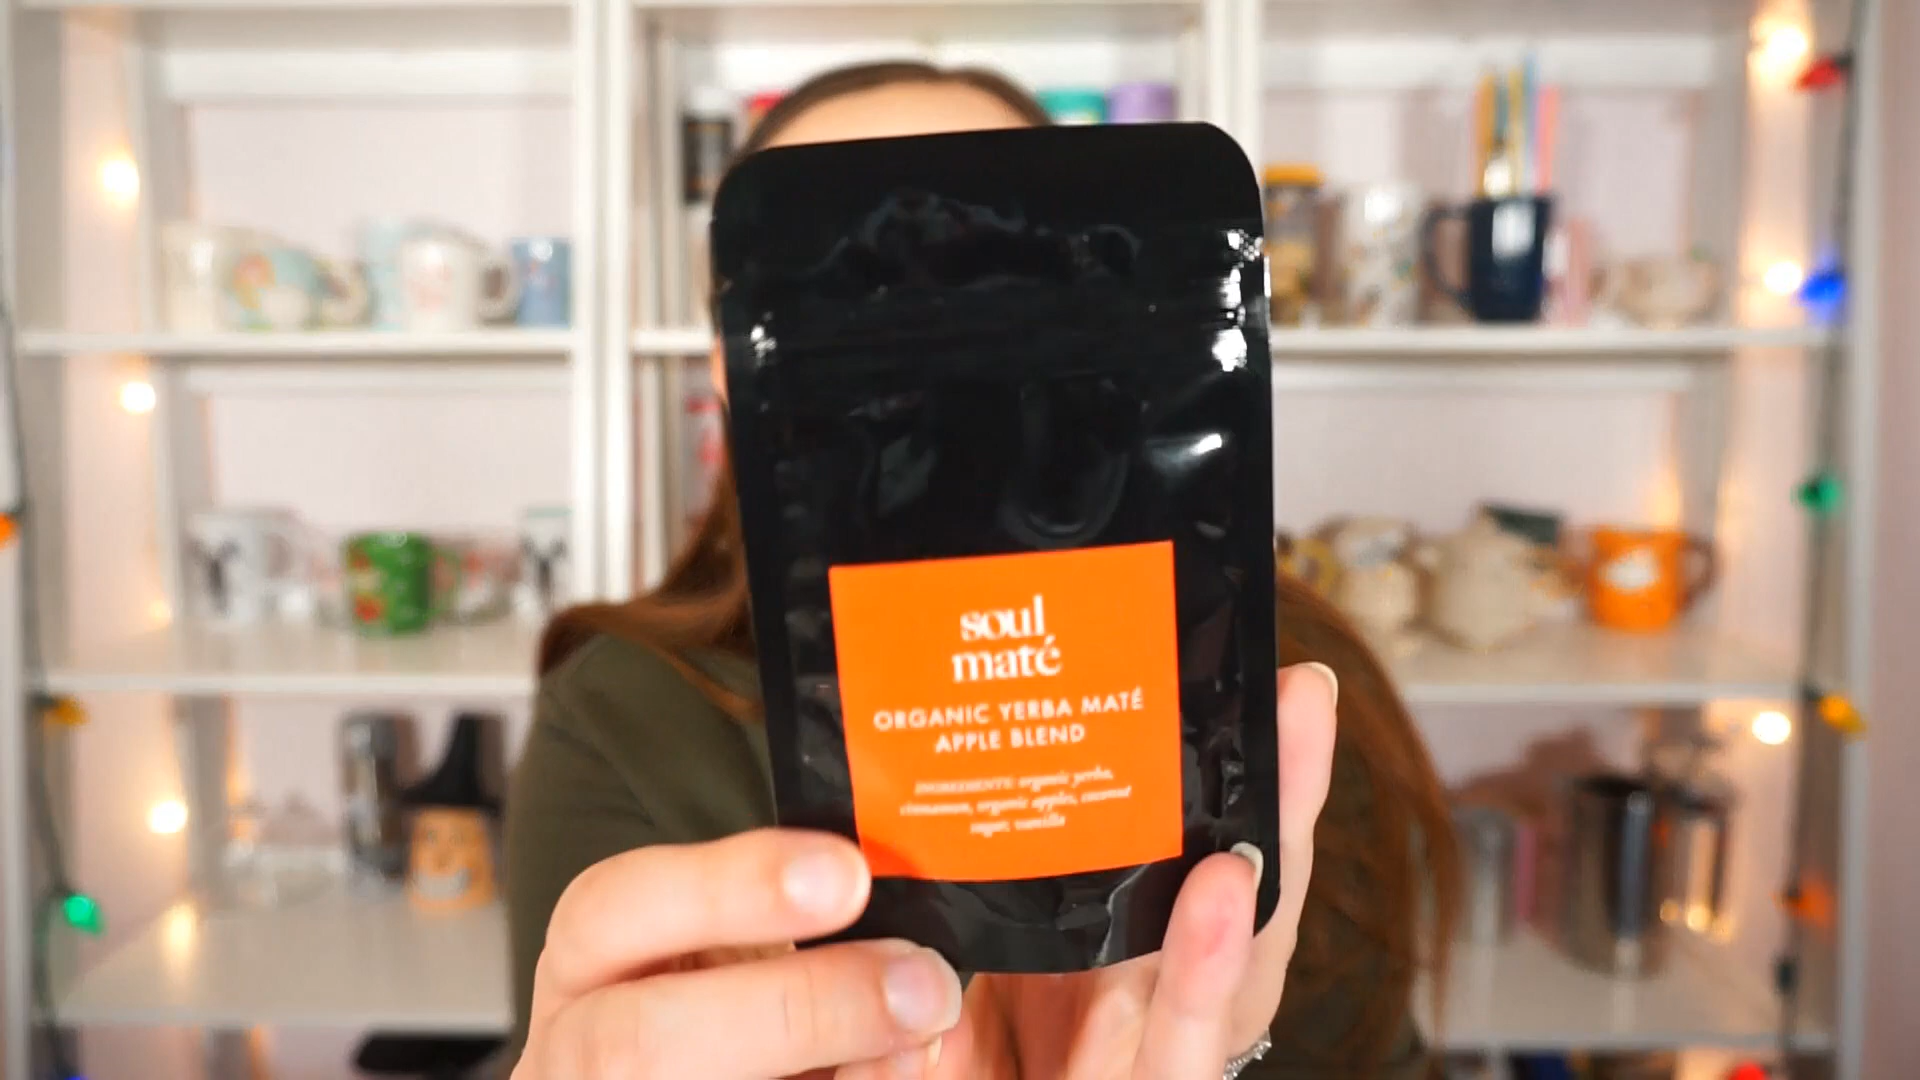 soul
maté
ORGANIC YERBA MATÉ
APPLE BLEND
INGREDIENTS: organic yerba,
cinnamon, organic apples, coconut
sugar, vanilla